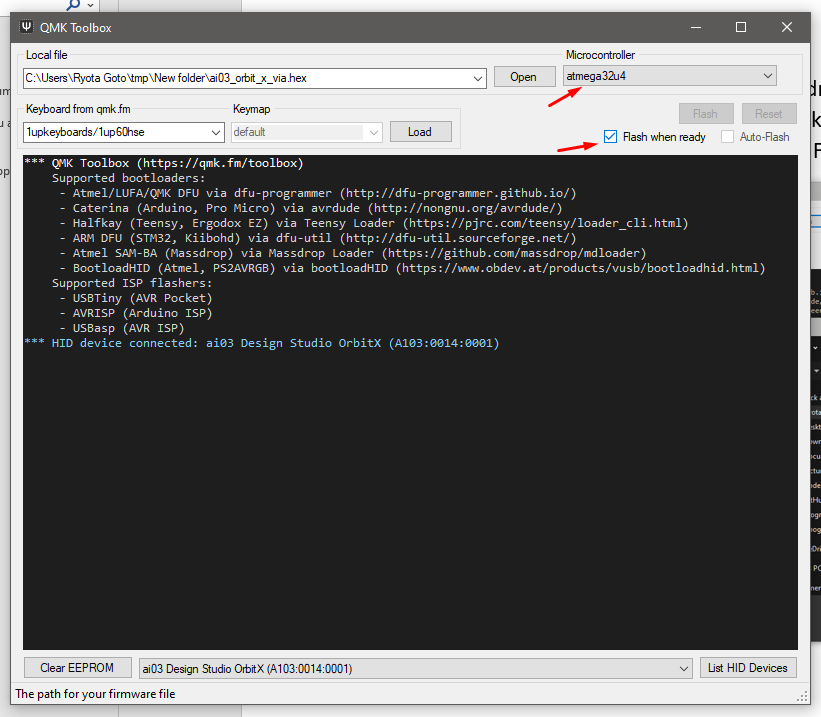 QMK Toolbox
Local file
Microcontroller
C:\Users\Ryota Goto\tmp\New folder\ai03_orbit_x_via.hex
Open
atmega32u4
Keyboard from qmk.fm
Keymap
1upkeyboards/1up60hse
default
Load
Flash
Reset
Flash when ready
Auto-Flash
*** QMK Toolbox (https://qmk.fm/toolbox)
Supported bootloaders:
- Atmel/LUFA/QMK DFU via dfu-programmer (http://dfu-programmer.github.io/)
- Caterina (Arduino, Pro Micro) via avrdude (http://nongnu.org/avrdude/)
- Halfkay (Teensy, Ergodox EZ) via Teensy Loader (https://pjrc.com/teensy/loader_cli.html)
- ARM DFU (STM32, Kiibohd) via dfu-util (http://dfu-util.sourceforge.net/)
- Atmel SAM-BA (Massdrop) via Massdrop Loader (https://github.com/massdrop/mdloader)
- BootloadHID (Atmel, PS2AVRGB) via bootloadHID (https://www.obdev.at/products/vusb/bootloadhid.html)
Supported ISP flashers:
- USBTiny (AVR Pocket)
- AVRISP (Arduino ISP)
- USBasp (AVR ISP)
*** HID device connected: ai03 Design Studio OrbitX (A103:0014:0001)
Clear EEPROM
ai03 Design Studio OrbitX (A103:0014:0001)
List HID Devices
The path for your firmware file